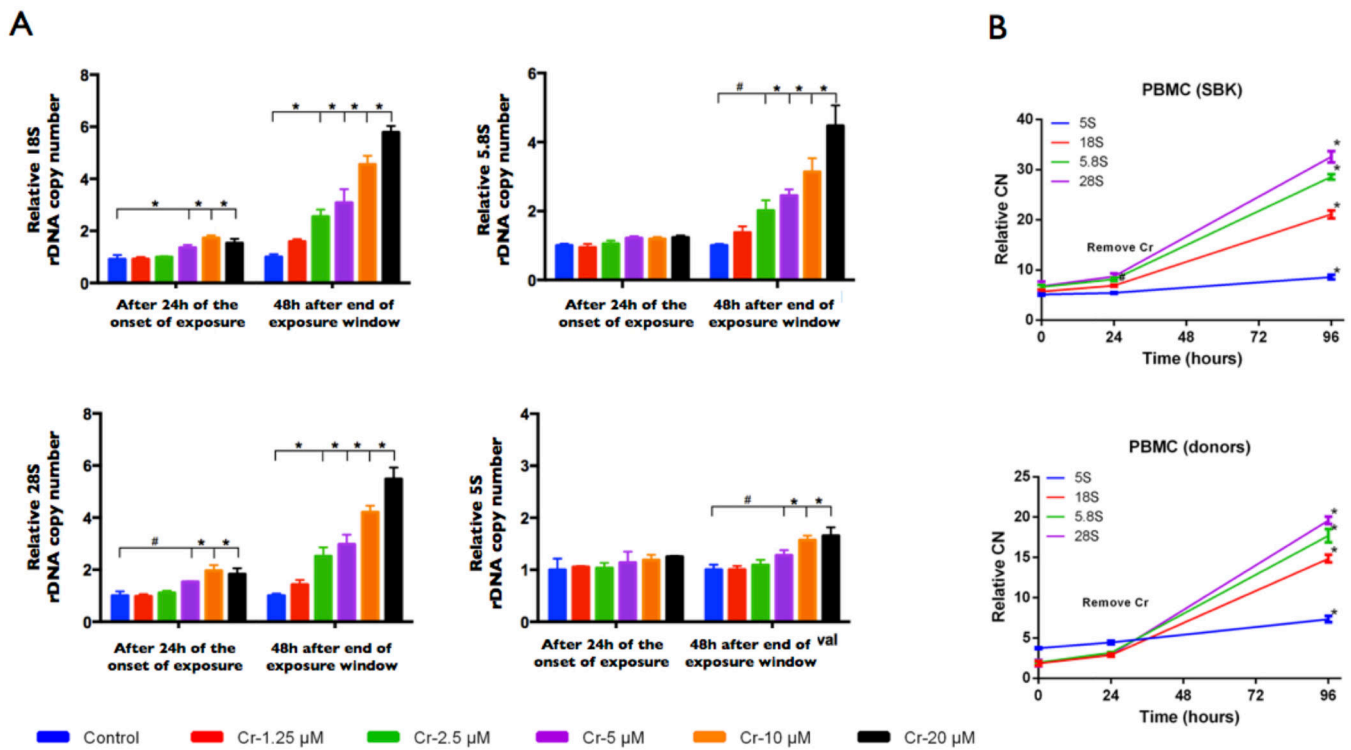 A
B
Relative 18S
rDNA copy number
8
6
4
2
0
* * * *
* * * *
After 24h of the
onset of exposure
48h after end of
exposure window
Relative 5.8S
rDNA copy number
6
4
2
0
# * * * *
After 24h of the
onset of exposure
48h after end of
exposure window
PBMC (SBK)
Relative CN
40
30
20
10
0
5S
18S
5.8S
28S
Remove Cr
*
*
*
*
0 24 48 72 96
Time (hours)
Relative 28S
rDNA copy number
8
6
4
2
0
# * *
* * * *
After 24h of the
onset of exposure
48h after end of
exposure window
Relative 5S
rDNA copy number
4
3
2
1
0
# * *
After 24h of the
onset of exposure
48h after end of val
exposure window
PBMC (donors)
Relative CN
25
20
15
10
5
0
5S
18S
5.8S
28S
Remove Cr
*
*
*
*
0 24 48 72 96
Time (hours)
Control Cr-1.25 μM Cr-2.5 μM Cr-5 μM Cr-10 μM Cr-20 μM